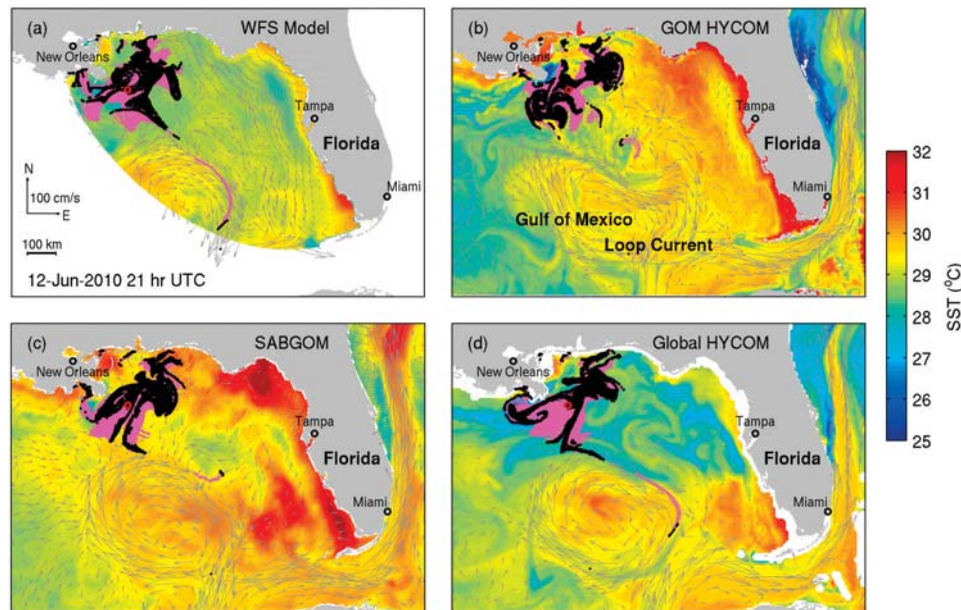 (a)
WFS Model
New Orleans
Tampa
Florida
Miami
N
100 cm/s
E
100 km
12-Jun-2010 21 hr UTC
(b)
GOM HYCOM
New Orleans
Tampa
Florida
Miami
Gulf of Mexico
Loop Current
(c)
SABGOM
New Orleans
Tampa
Florida
Miami
(d)
Global HYCOM
New Orleans
Tampa
Florida
Miami
32
31
30
29
28
27
26
25
SST (⁰C)